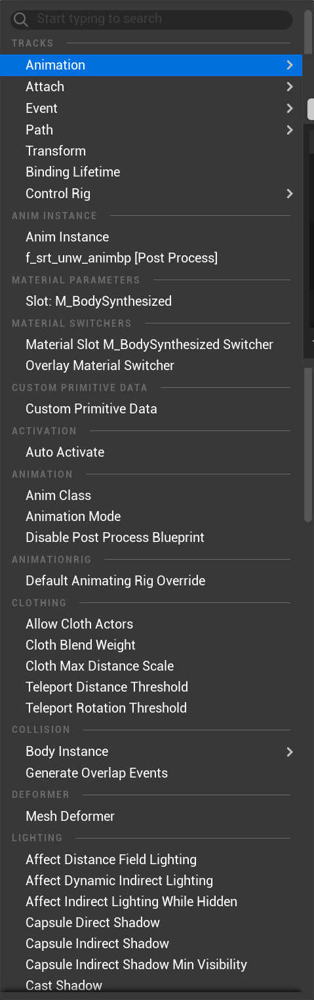 Start typing to search
TRACKS
Animation
Attach
Event
Path
Transform
Binding Lifetime
Control Rig
ANIM INSTANCE
Anim Instance
f_srt_unw_animbp [Post Process]
MATERIAL PARAMETERS
Slot: M_BodySynthesized
MATERIAL SWITCHERS
Material Slot M_BodySynthesized Switcher
Overlay Material Switcher
CUSTOM PRIMITIVE DATA
Custom Primitive Data
ACTIVATION
Auto Activate
ANIMATION
Anim Class
Animation Mode
Disable Post Process Blueprint
ANIMATIONRIG
Default Animating Rig Override
CLOTHING
Allow Cloth Actors
Cloth Blend Weight
Cloth Max Distance Scale
Teleport Distance Threshold
Teleport Rotation Threshold
COLLISION
Body Instance
Generate Overlap Events
DEFORMER
Mesh Deformer
LIGHTING
Affect Distance Field Lighting
Affect Dynamic Indirect Lighting
Affect Indirect Lighting While Hidden
Capsule Direct Shadow
Capsule Indirect Shadow
Capsule Indirect Shadow Min Visibility
Cast Shadow